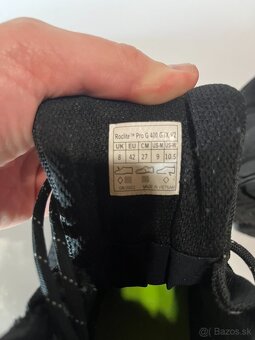 Roclite™ Pro G 400 GTX V2
UK EU CM US-M US-W
8 42 27 9 10.5
MADE IN VIETNAM
© Bazos.sk